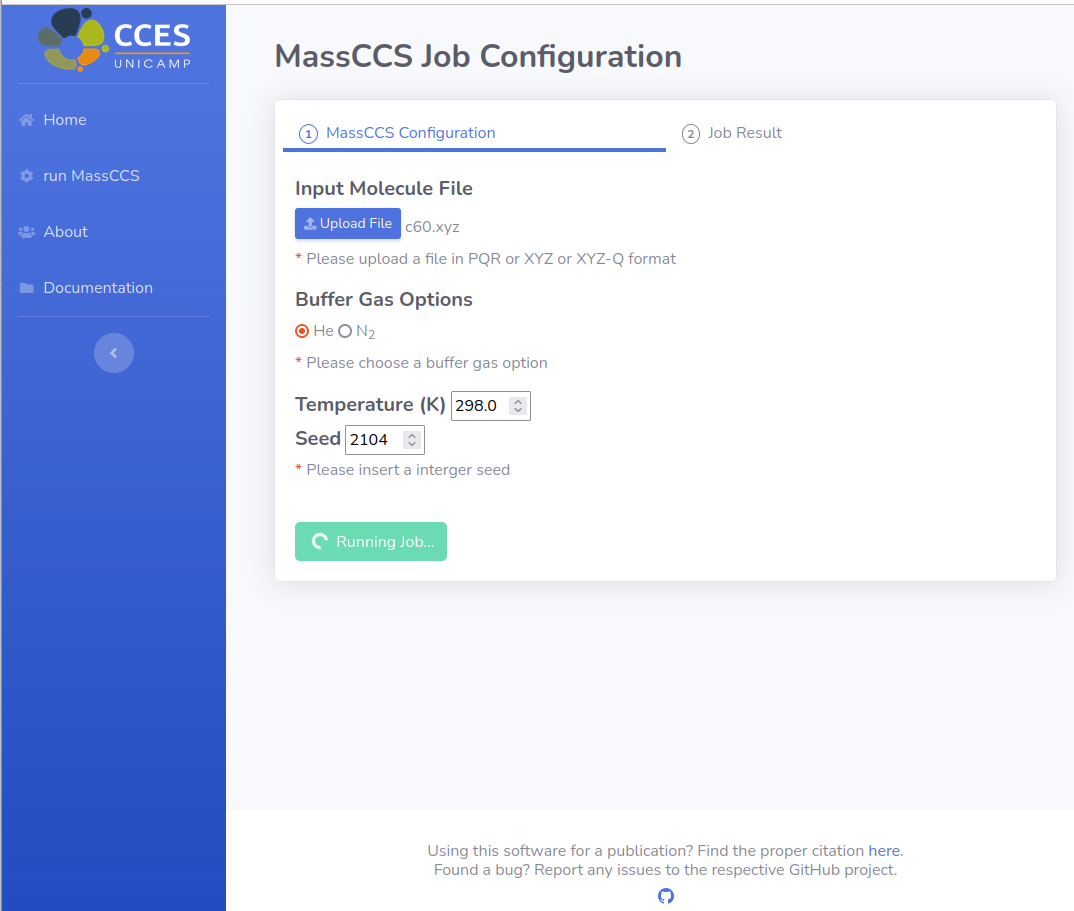 CCES
UNICAMP
Home
run MassCCS
About
Documentation
MassCCS Job Configuration
1 MassCCS Configuration
2 Job Result
Input Molecule File
Upload File c60.xyz
* Please upload a file in PQR or XYZ or XYZ-Q format
Buffer Gas Options
He N2
* Please choose a buffer gas option
Temperature (K) 298.0
Seed 2104
* Please insert a interger seed
Running Job...
Using this software for a publication? Find the proper citation here.
Found a bug? Report any issues to the respective GitHub project.